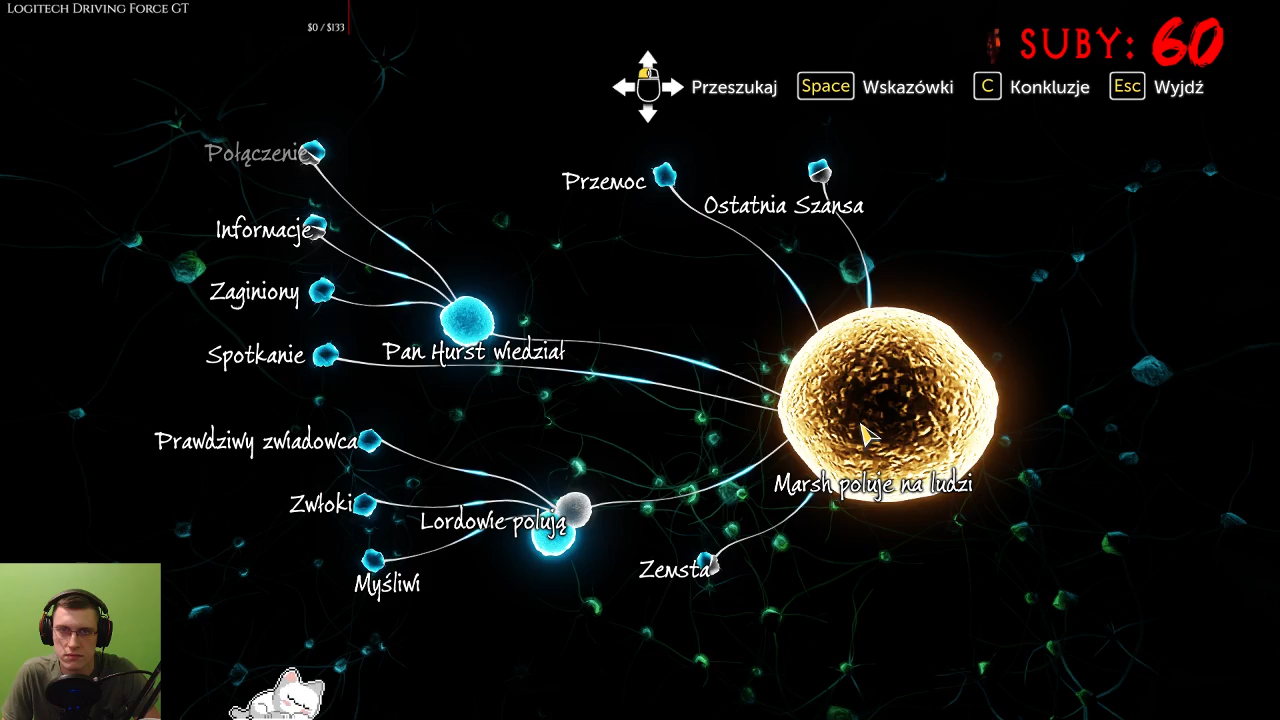 Logitech Driving Force GT
$0 / $133
SUBY: 60
Przeszukaj
Space Wskazówki
C Konkluzje
Esc Wyjdź
Połączenie
Przemoc
Ostatnia Szansa
Informacje
Zaginiony
Spotkanie
Pan Hurst wiedział
Prawdziwy zwiadowca
Marsh poluje na ludzi
Zwłoki
Lordowie polują
Zemsta
Myśliwi